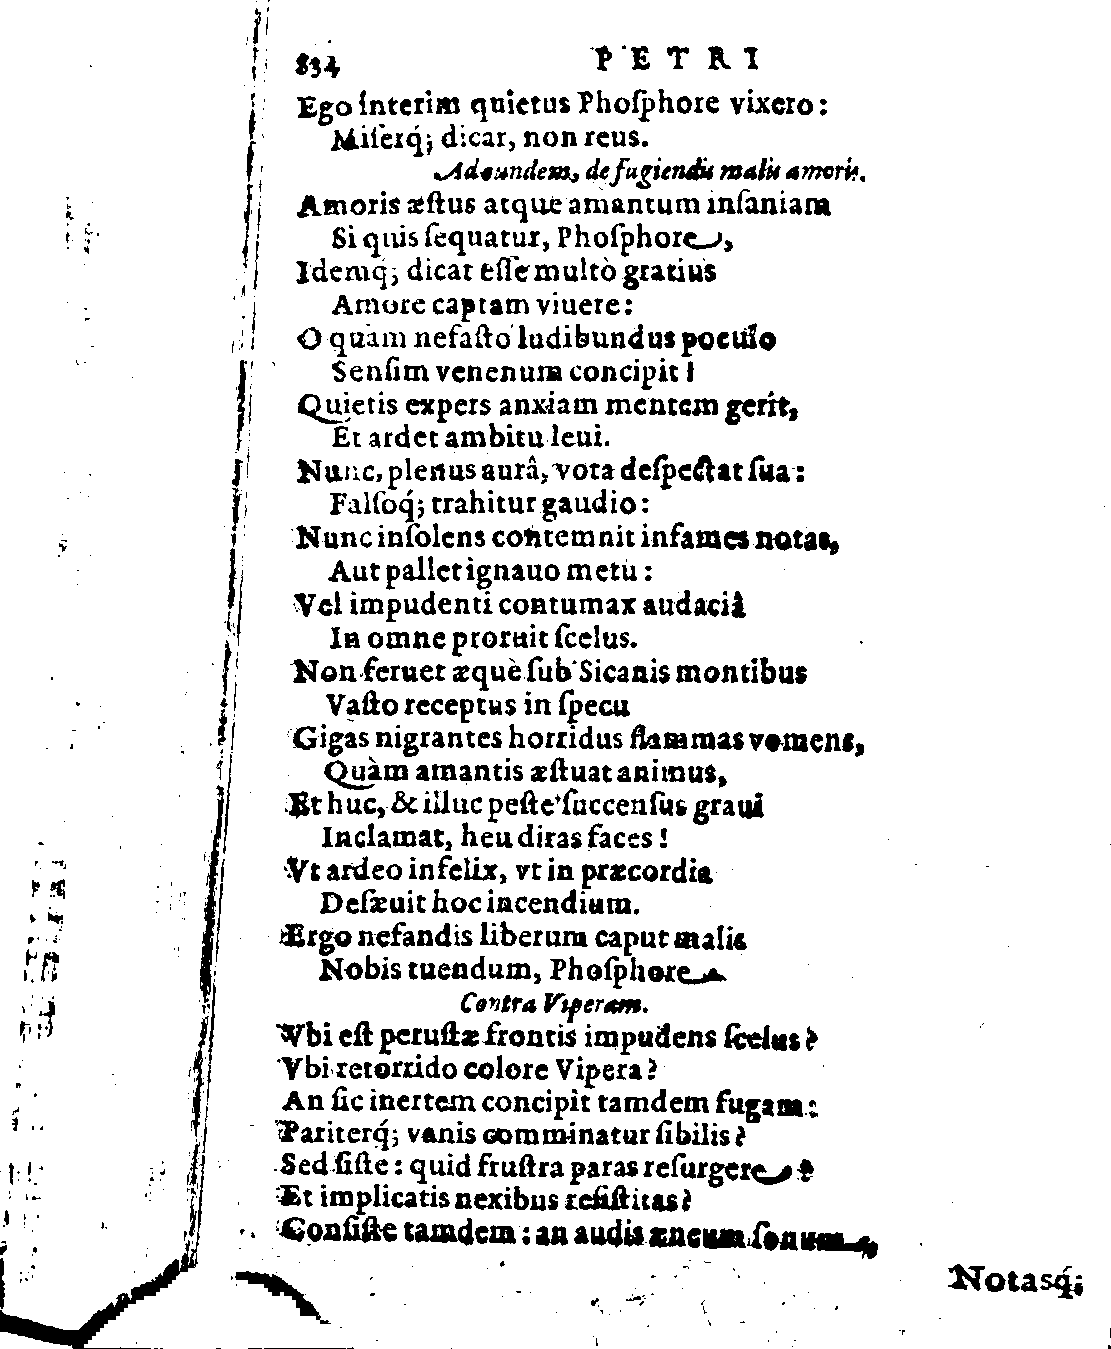 834 PETRI
Ego interim quietus Phoſphore vixero:
Miſerq́; dicar, non reus.
Ad eundem, de fugiendis malis amoris.
Amoris æſtus atque amantum inſaniam
Si quis ſequatur, Phoſphore,
Idemq́; dicat eſſe multò gratius
Amore captam viuere:
O quàm nefaſto ludibundus poculo
Senſim venenum concipit!
Quietis expers anxiam mentem gerit,
Et ardet ambitu leui.
Nunc, plenus aurâ, vota deſpectat ſua:
Falſoq́; trahitur gaudio:
Nunc inſolens contemnit infames notas,
Aut pallet ignauo metu:
Vel impudenti contumax audaciâ
In omne proruit ſcelus.
Non feruet æquè ſub Sicanis montibus
Vaſto receptus in ſpecu
Gigas nigrantes horridus flammas vomens,
Quàm amantis æſtuat animus,
Et huc, & illuc peſte ſuccenſus graui
Inclamat, heu diras faces!
Vt ardeo infelix, vt in præcordia
Deſæuit hoc incendium.
Ergo nefandis liberum caput malis
Nobis tuendum, Phoſphore.
Contra Viperam.
Vbi eſt peruſtæ frontis impudens ſcelus?
Vbi retorrido colore Vipera?
An ſic inertem concipit tamdem fugam:
Pariterq́; vanis comminatur ſibilis?
Sed ſiſte: quid fruſtra paras reſurgere?
Et implicatis nexibus reſiſtitas?
Conſiſte tamdem: an audis æneum ſonum,
Notasq́;